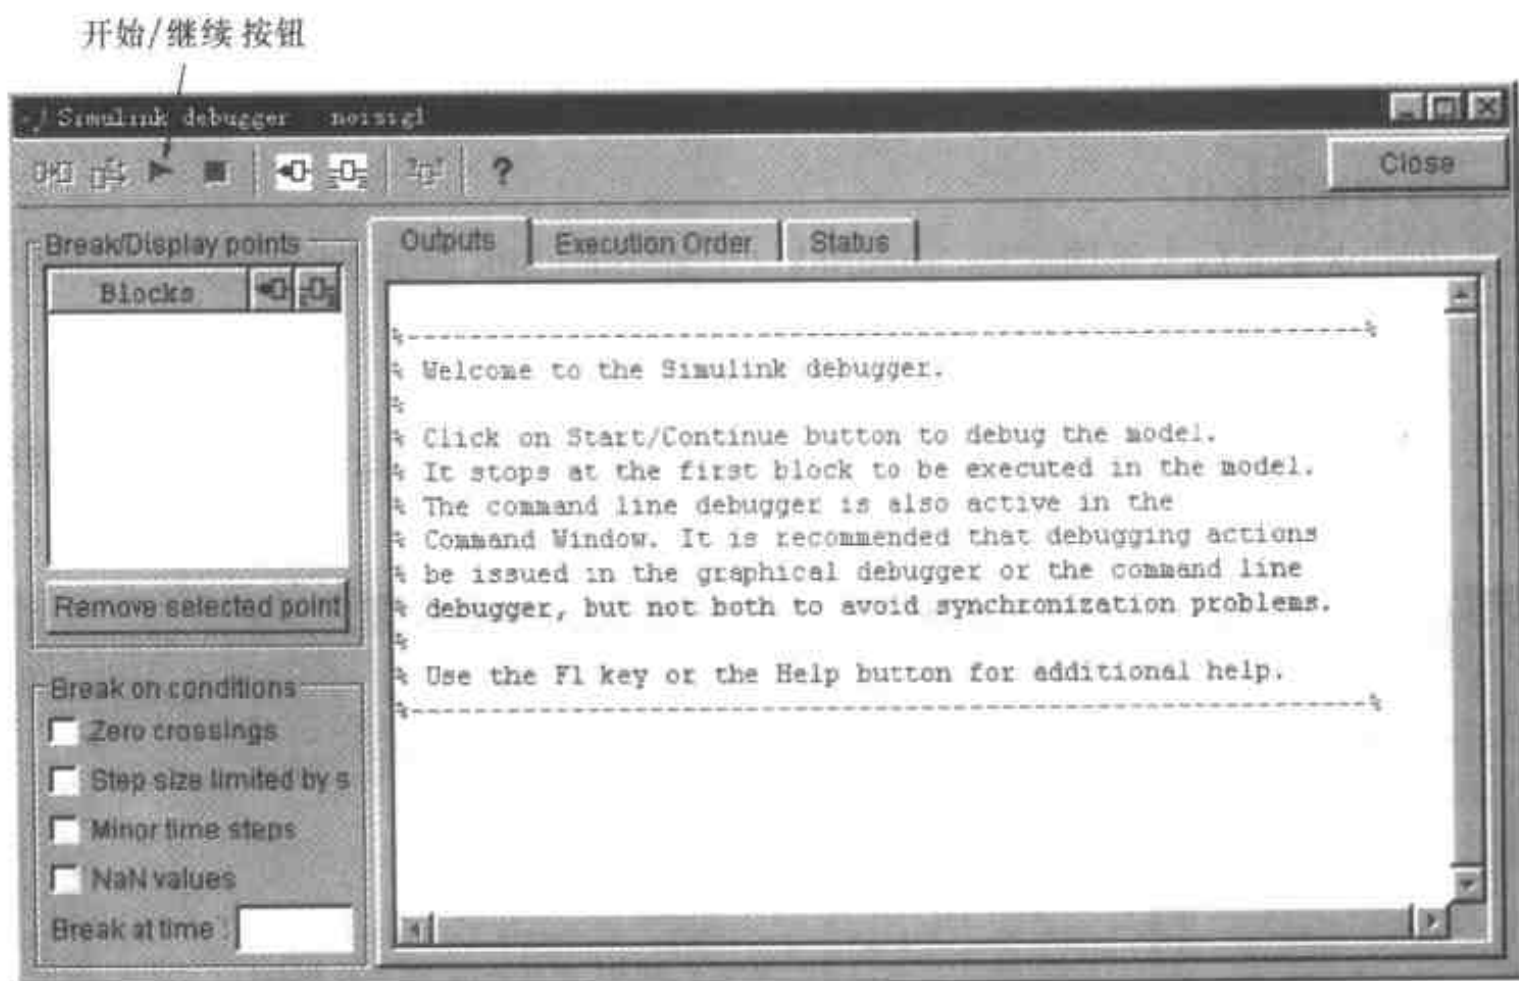 开始/继续 按钮
Simulink debugger
Close
?
Break/Display points
Blocks
Remove selected point
Break on conditions
Zero crossings
Step size limited by s
Minor time steps
NaN values
Break at time :
Outputs
Execution Order
Status
%---------------------------------------------------------------%
% Welcome to the Simulink debugger.
%
% Click on Start/Continue button to debug the model.
% It stops at the first block to be executed in the model.
% The command line debugger is also active in the
% Command Window. It is recommended that debugging actions
% be issued in the graphical debugger or the command line
% debugger, but not both to avoid synchronization problems.
%
% Use the F1 key or the Help button for additional help.
%---------------------------------------------------------------%